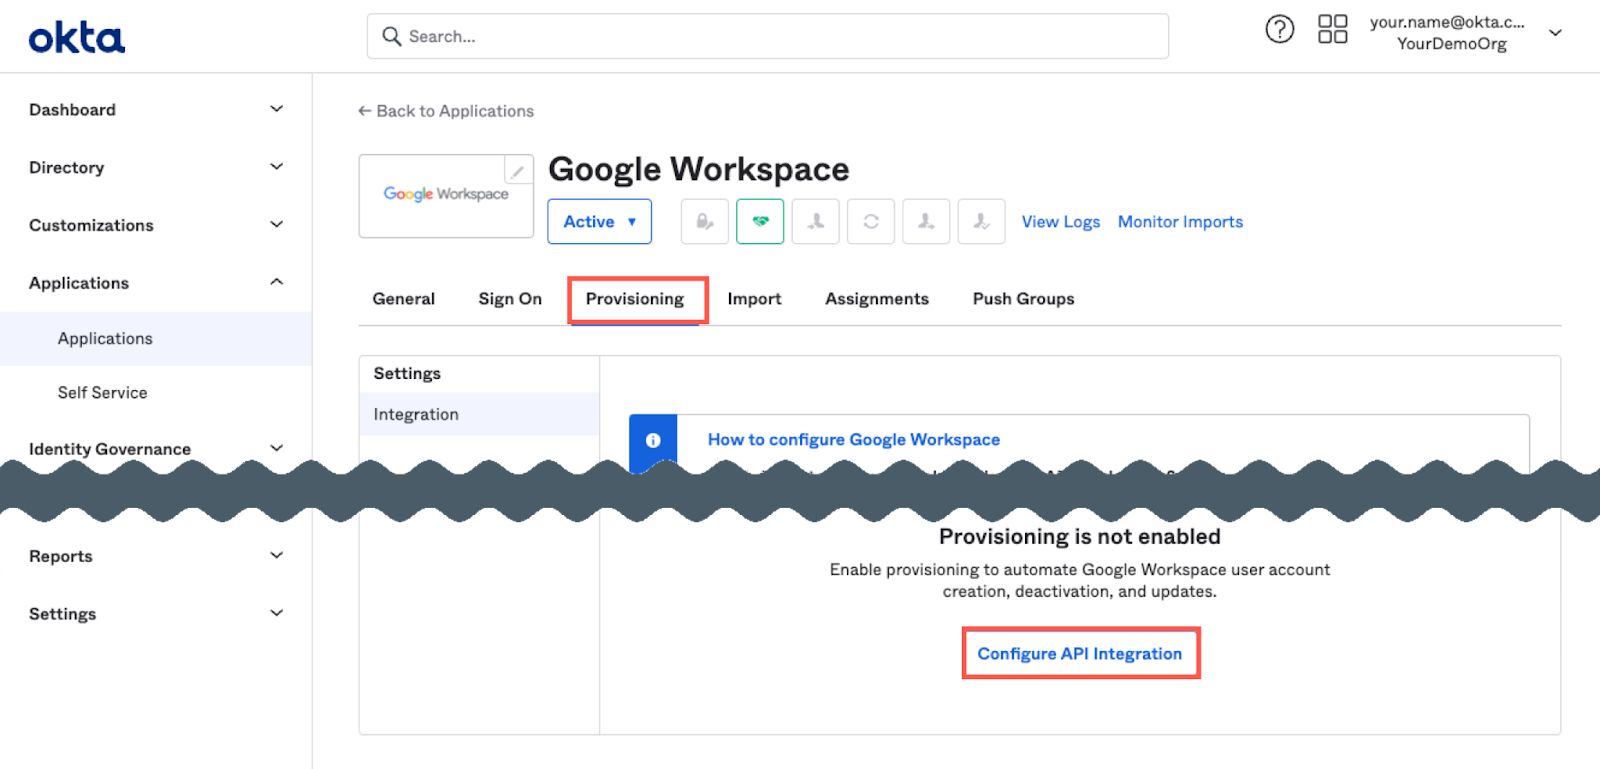 okta
Search...
your.name@okta.c...
YourDemoOrg
Dashboard
Directory
Customizations
Applications
Applications
Self Service
Identity Governance
Reports
Settings
← Back to Applications
Google Workspace
Google Workspace
Active
View Logs
Monitor Imports
General
Sign On
Provisioning
Import
Assignments
Push Groups
Settings
Integration
How to configure Google Workspace
Provisioning is not enabled
Enable provisioning to automate Google Workspace user account
creation, deactivation, and updates.
Configure API Integration